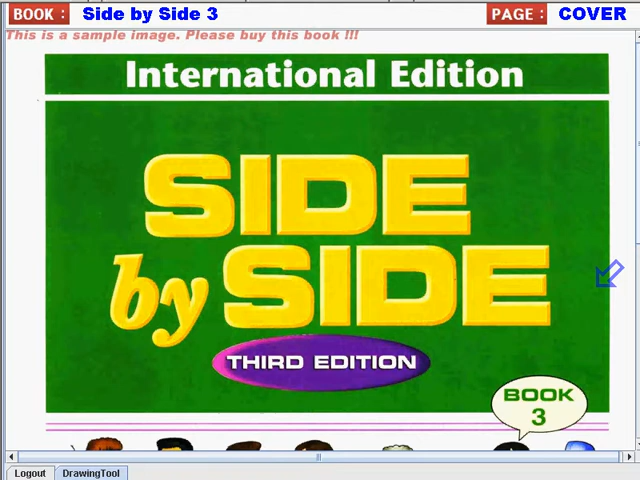 BOOK : Side by Side 3 PAGE : COVER
This is a sample image. Please buy this book !!!
International Edition
SIDE
by SIDE
THIRD EDITION
BOOK
3
Logout DrawingTool